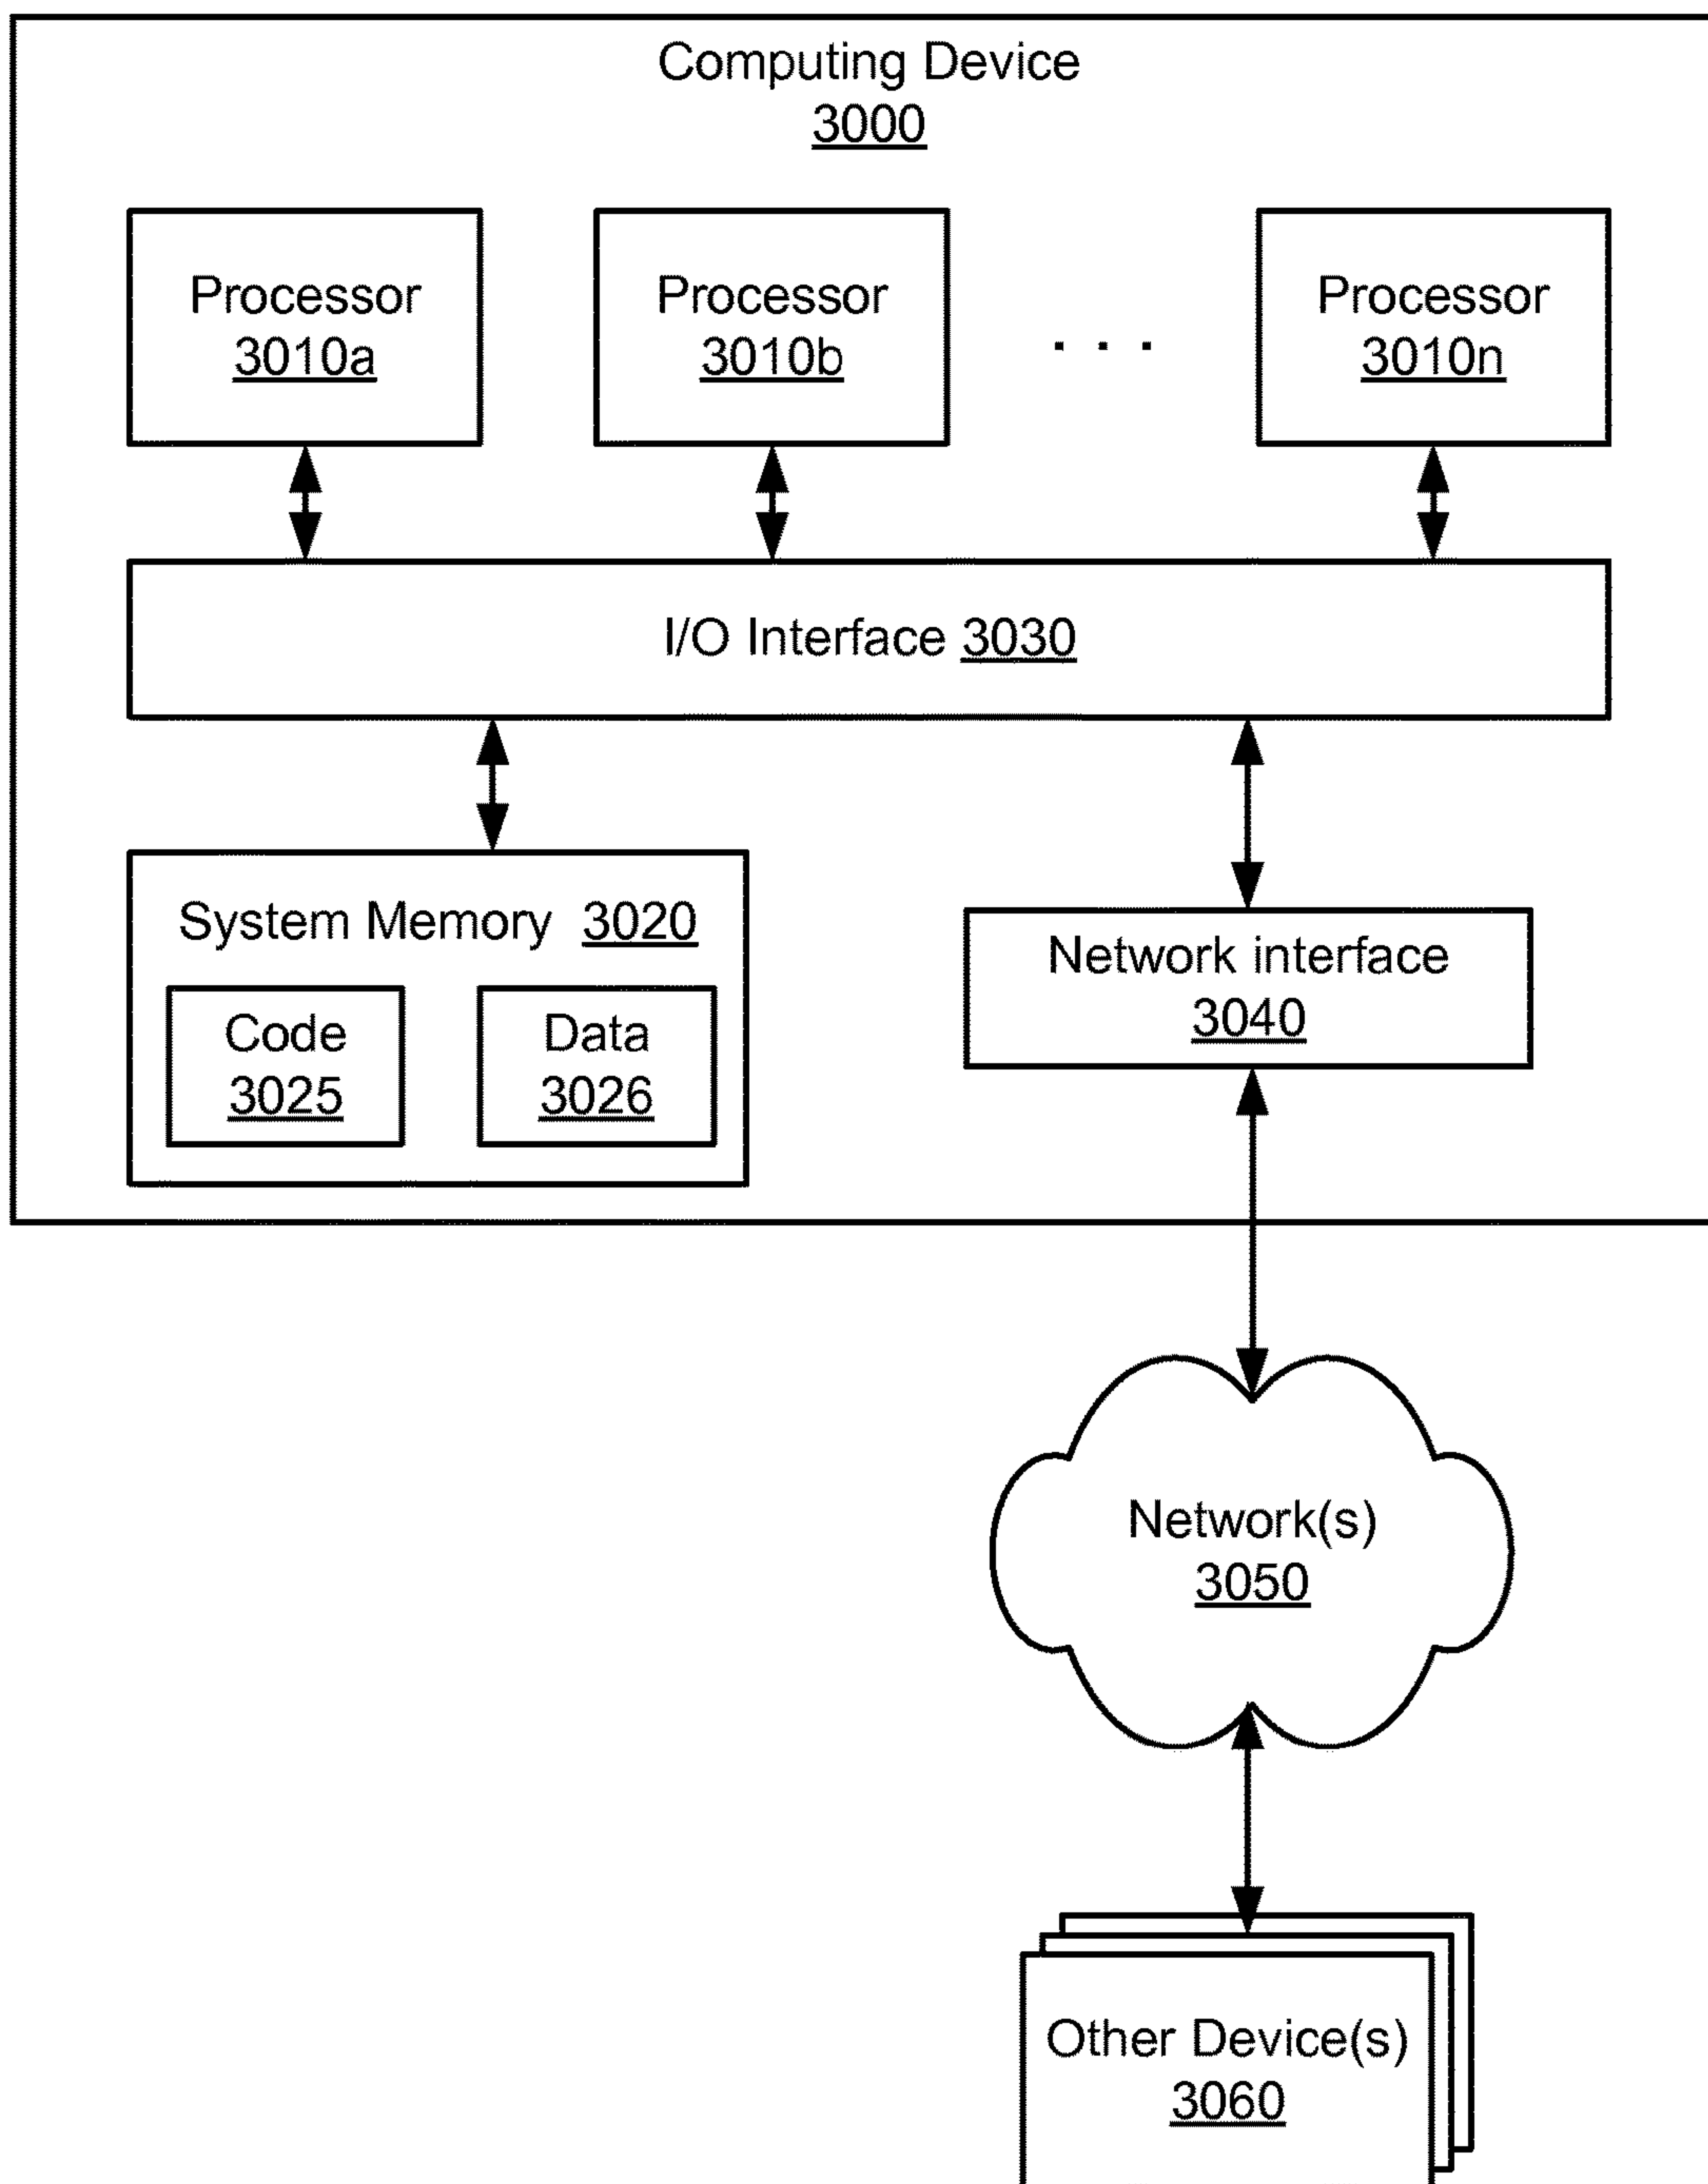 Computing Device
3000
Processor
3010a
Processor
3010b
. . .
Processor
3010n
I/O Interface 3030
System Memory 3020
Code
3025
Data
3026
Network interface
3040
Network(s)
3050
Other Device(s)
3060